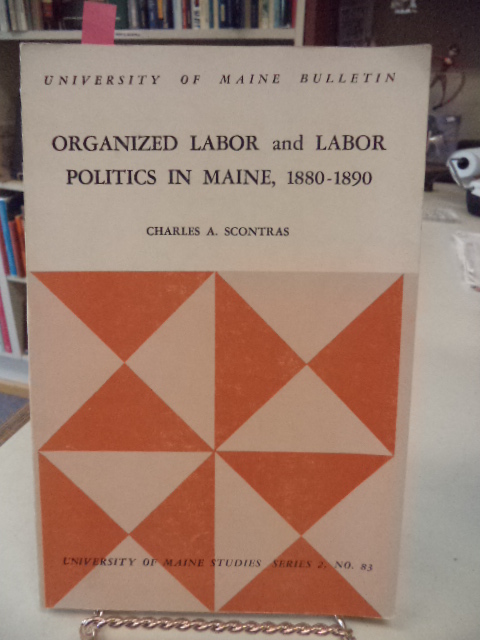 UNIVERSITY OF MAINE BULLETIN
ORGANIZED LABOR and LABOR
POLITICS IN MAINE, 1880-1890
CHARLES A. SCONTRAS
UNIVERSITY OF MAINE STUDIES SERIES 2, NO. 83